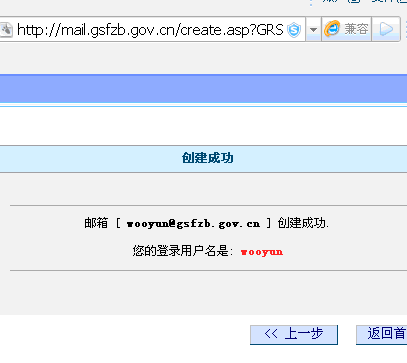 http://mail.gsfzb.gov.cn/create.asp?GRS
兼容
创建成功
邮箱 [ wooyun@gsfzb.gov.cn ] 创建成功.
您的登录用户名是: wooyun
<< 上一步
返回首